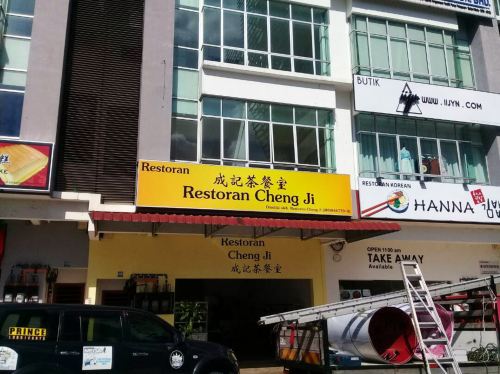 BUTIK
WWW.IIJYN.COM
Restoran
成記茶餐室
Restoran Cheng Ji
RESTORAN KOREAN
HANNA
Restoran
Cheng Ji
成記茶餐室
OPEN 11:00 am
TAKE AWAY
Available
PRINCE